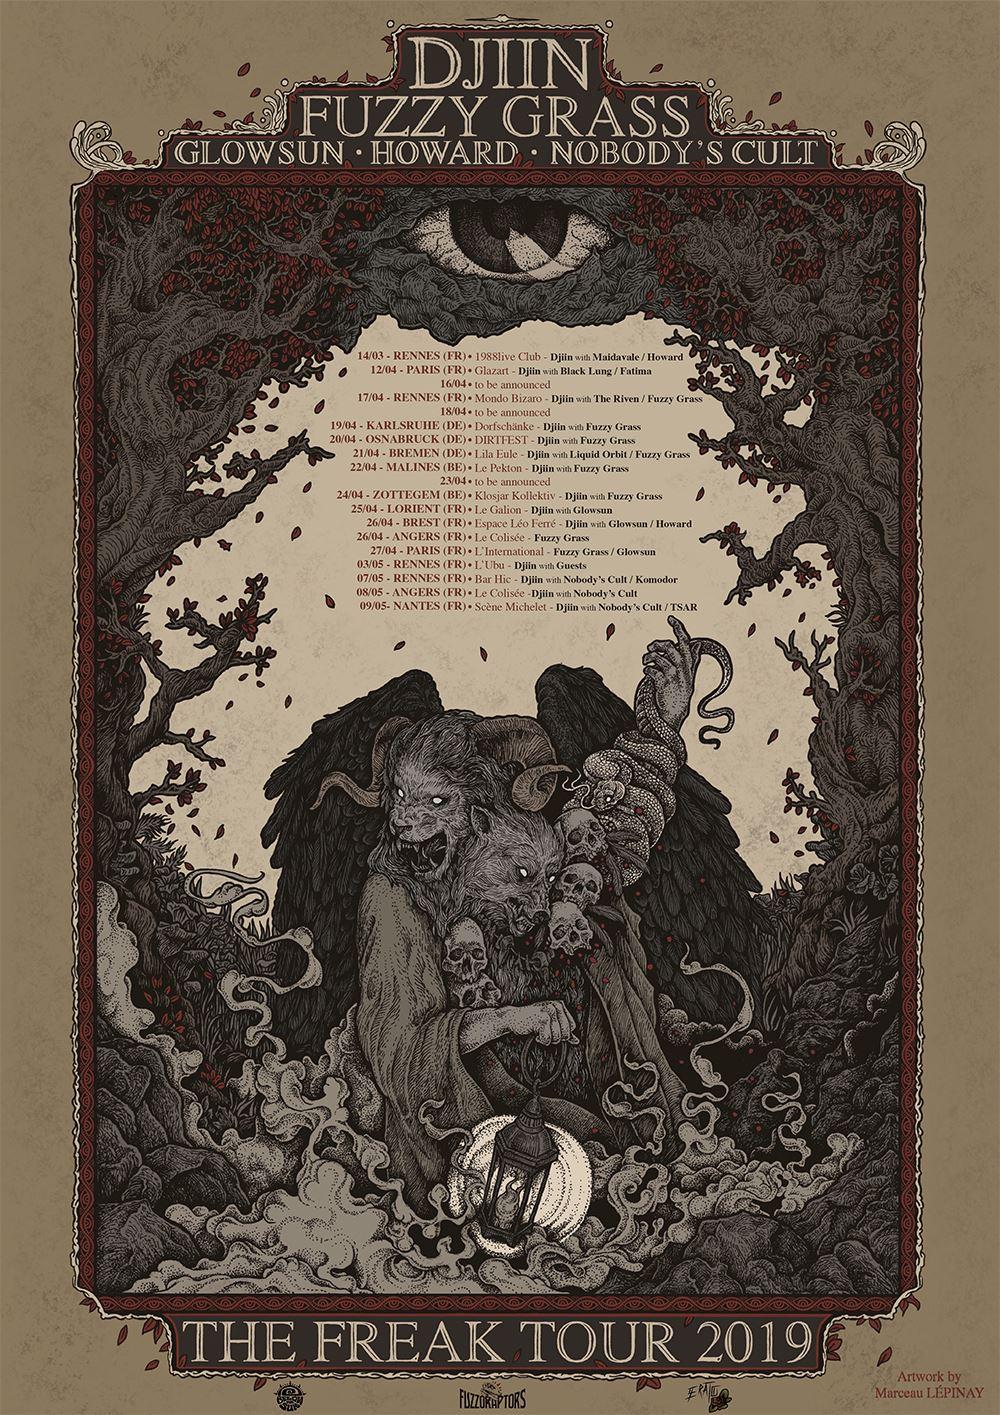 DJIIN
FUZZY GRASS
GLOWSUN · HOWARD · NOBODY'S CULT
14/03 - RENNES (FR) • 1988live Club - Djiin with Maidavale / Howard
12/04 - PARIS (FR) • Glazart - Djiin with Black Lung / Fatima
16/04 • to be announced
17/04 - RENNES (FR) • Mondo Bizaro - Djiin with The Riven / Fuzzy Grass
18/04 • to be announced
19/04 - KARLSRUHE (DE) • Dorfschänke - Djiin with Fuzzy Grass
20/04 - OSNABRUCK (DE) • DIRTFEST - Djiin with Fuzzy Grass
21/04 - BREMEN (DE) • Lila Eule - Djiin with Liquid Orbit / Fuzzy Grass
22/04 - MALINES (BE) • Le Pekton - Djiin with Fuzzy Grass
23/04 • to be announced
24/04 - ZOTTEGEM (BE) • Klosjar Kollektiv - Djiin with Fuzzy Grass
25/04 - LORIENT (FR) • Le Galion - Djiin with Glowsun
26/04 - BREST (FR) • Espace Léo Ferré - Djiin with Glowsun / Howard
26/04 - ANGERS (FR) • Le Colisée - Fuzzy Grass
27/04 - PARIS (FR) • L'International - Fuzzy Grass / Glowsun
03/05 - RENNES (FR) • L'Ubu - Djiin with Guests
07/05 - RENNES (FR) • Bar Hic - Djiin with Nobody's Cult / Komodor
08/05 - ANGERS (FR) • Le Colisée -Djiin with Nobody's Cult
09/05- NANTES (FR) • Scène Michelet - Djiin with Nobody's Cult / TSAR
THE FREAK TOUR 2019
FUZZORAPTORS
Artwork by
Marceau LÉPINAY